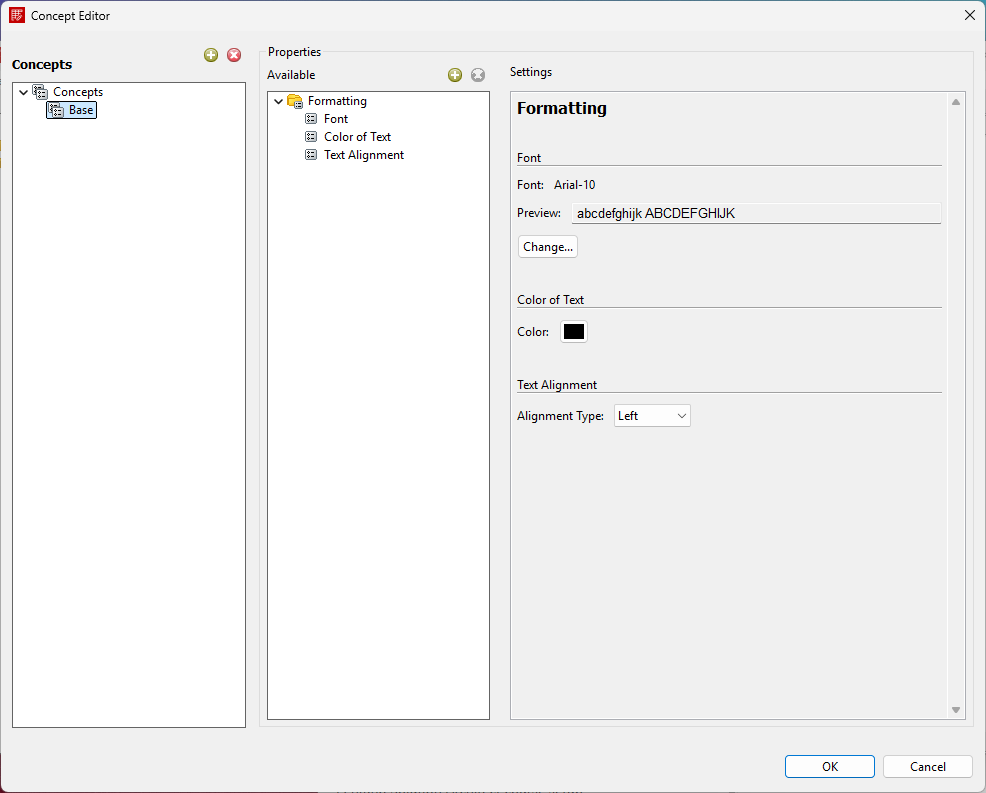 Concept Editor
Concepts
Concepts
Base
Properties
Available
Formatting
Font
Color of Text
Text Alignment
Settings
Formatting
Font
Font: Arial-10
Preview: abcdefghijk ABCDEFGHIJK
Change...
Color of Text
Color:
Text Alignment
Alignment Type: Left
OK Cancel